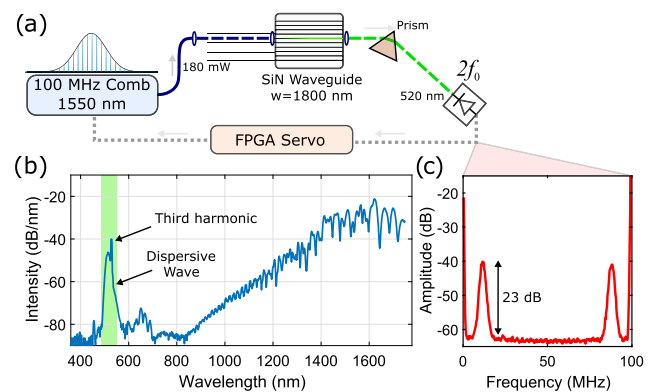 (a)
100 MHz Comb
1550 nm
180 mW
SiN Waveguide
w=1800 nm
Prism
520 nm
2f₀
FPGA Servo
(b)
Intensity (dB/nm)
-20
-40
-60
-80
Third harmonic
Dispersive
Wave
400 600 800 1000 1200 1400 1600
Wavelength (nm)
(c)
Amplitude (dB)
-20
-30
-40
-50
-60
23 dB
0 50 100
Frequency (MHz)